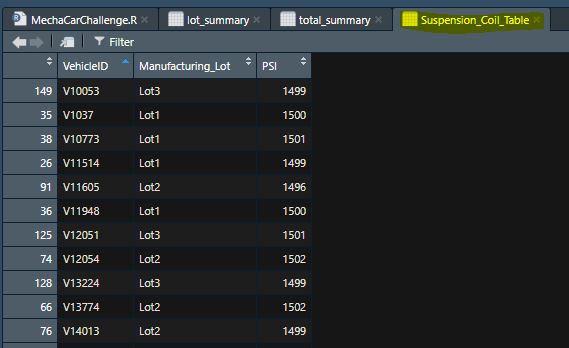 MechaCarChallenge.R lot_summary total_summary Suspension_Coil_Table
Filter
VehicleID Manufacturing_Lot PSI
149 V10053 Lot3 1499
35 V1037 Lot1 1500
38 V10773 Lot1 1501
26 V11514 Lot1 1499
91 V11605 Lot2 1496
36 V11948 Lot1 1500
125 V12051 Lot3 1501
74 V12054 Lot2 1502
128 V13224 Lot3 1499
66 V13774 Lot2 1502
76 V14013 Lot2 1499